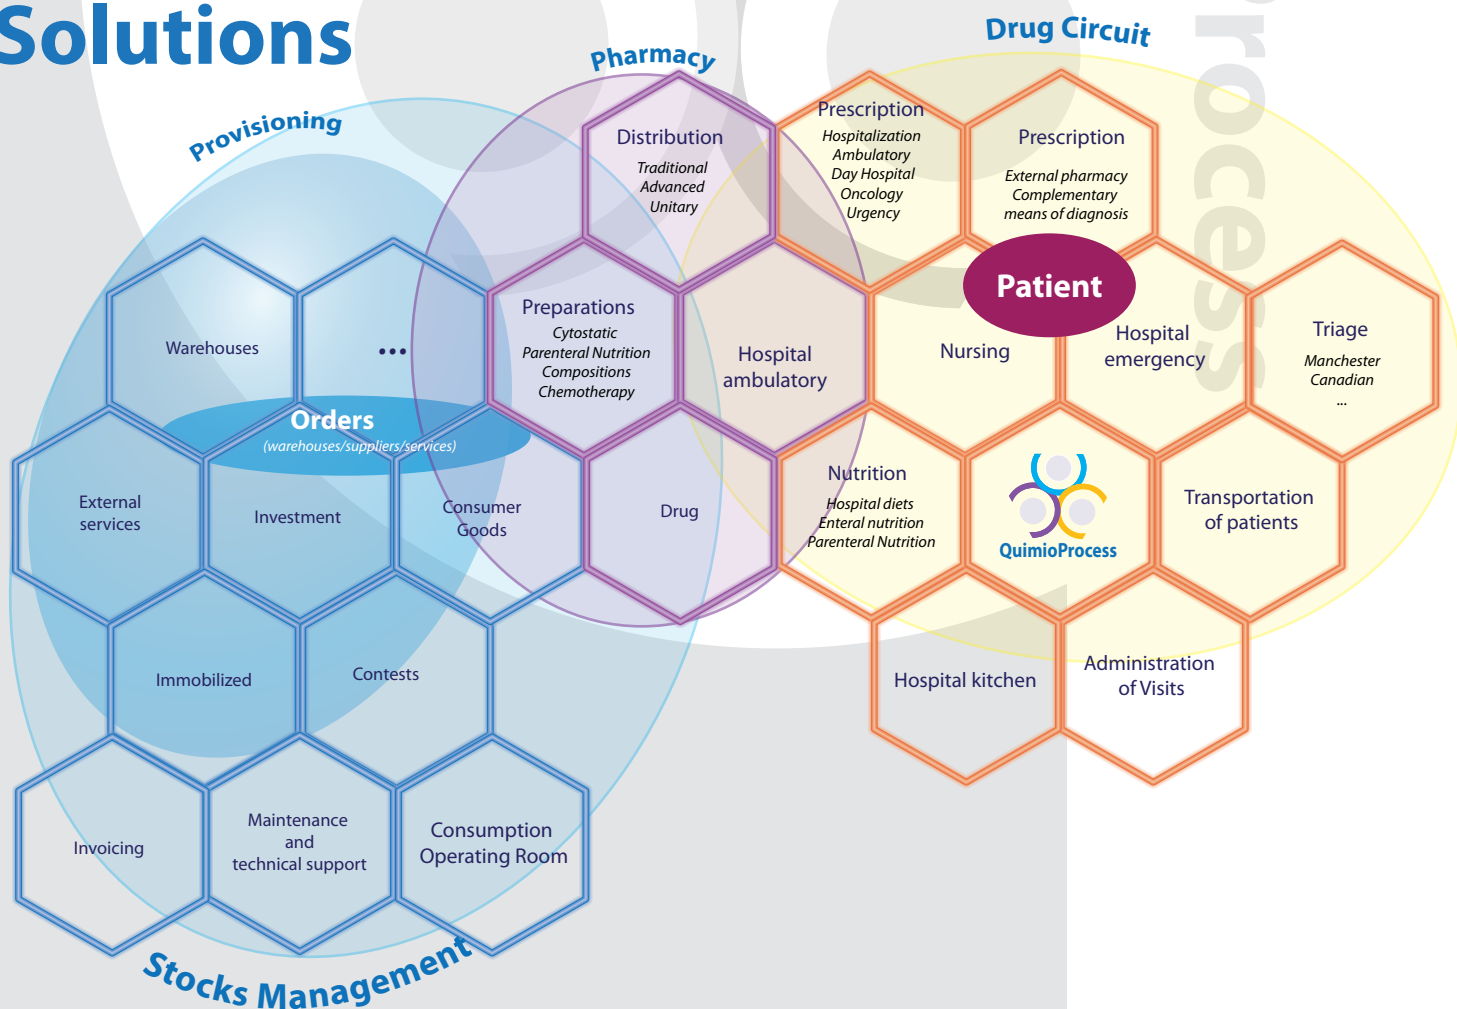 Solutions
Process
Drug Circuit
Pharmacy
Provisioning
Prescription
Hospitalization
Ambulatory
Day Hospital
Oncology
Urgency
Prescription
External pharmacy
Complementary
means of diagnosis
Distribution
Traditional
Advanced
Unitary
Patient
Warehouses
...
Preparations
Cytostatic
Parenteral Nutrition
Compositions
Chemotherapy
Hospital
ambulatory
Nursing
Hospital
emergency
Triage
Manchester
Canadian
...
Orders
(warehouses/suppliers/services)
External
services
Investment
Consumer
Goods
Drug
Nutrition
Hospital diets
Enteral nutrition
Parenteral Nutrition
QuimioProcess
Transportation
of patients
Immobilized
Contests
Hospital kitchen
Administration
of Visits
Invoicing
Maintenance
and
technical support
Consumption
Operating Room
Stocks Management